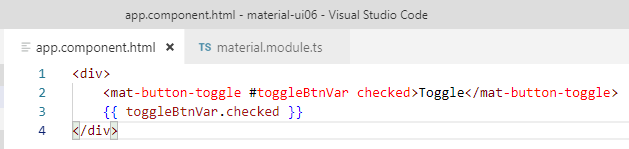 app.component.html - material-ui06 - Visual Studio Code
app.component.html × TS material.module.ts
1 <div>
2 <mat-button-toggle #toggleBtnVar checked>Toggle</mat-button-toggle>
3 {{ toggleBtnVar.checked }}
4 </div>